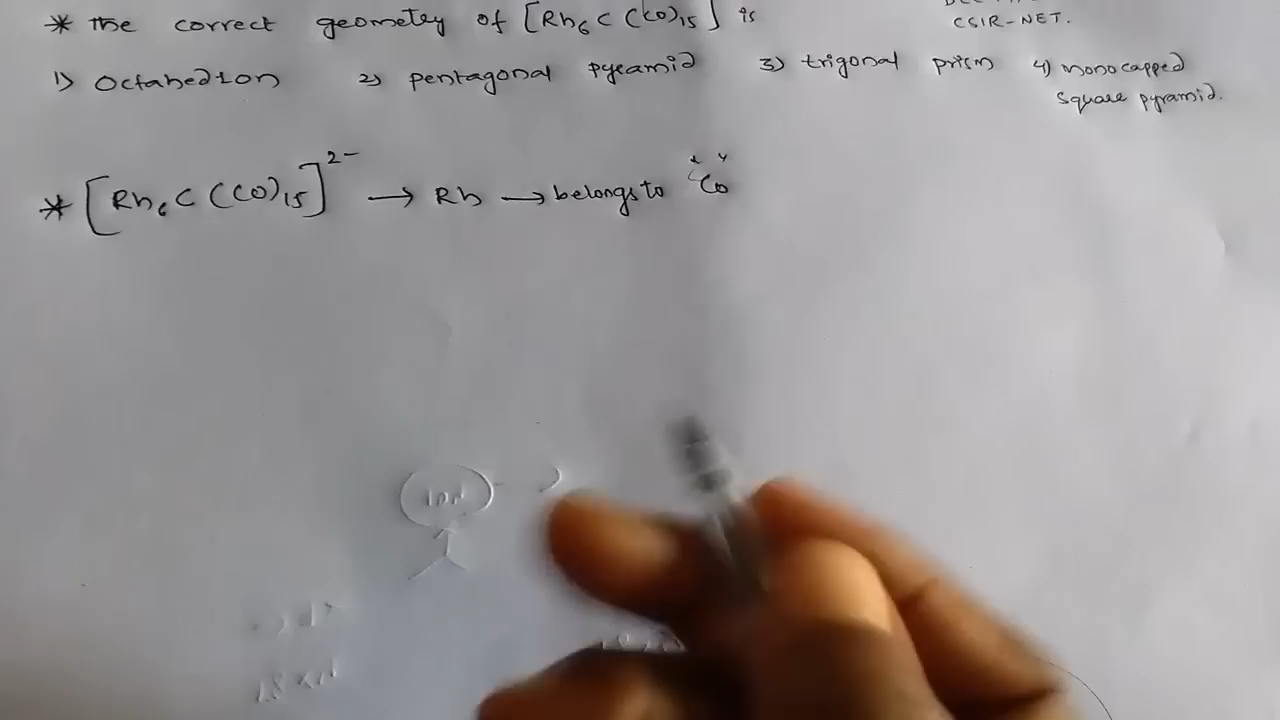 * The correct geometry of [Rh6C(CO)15] is
CSIR-NET.
1) Octahedron 2) pentagonal pyramid 3) trigonal prism 4) monocapped
square pyramid.
* [Rh6C(CO)15]2- → Rh → belongs to Co